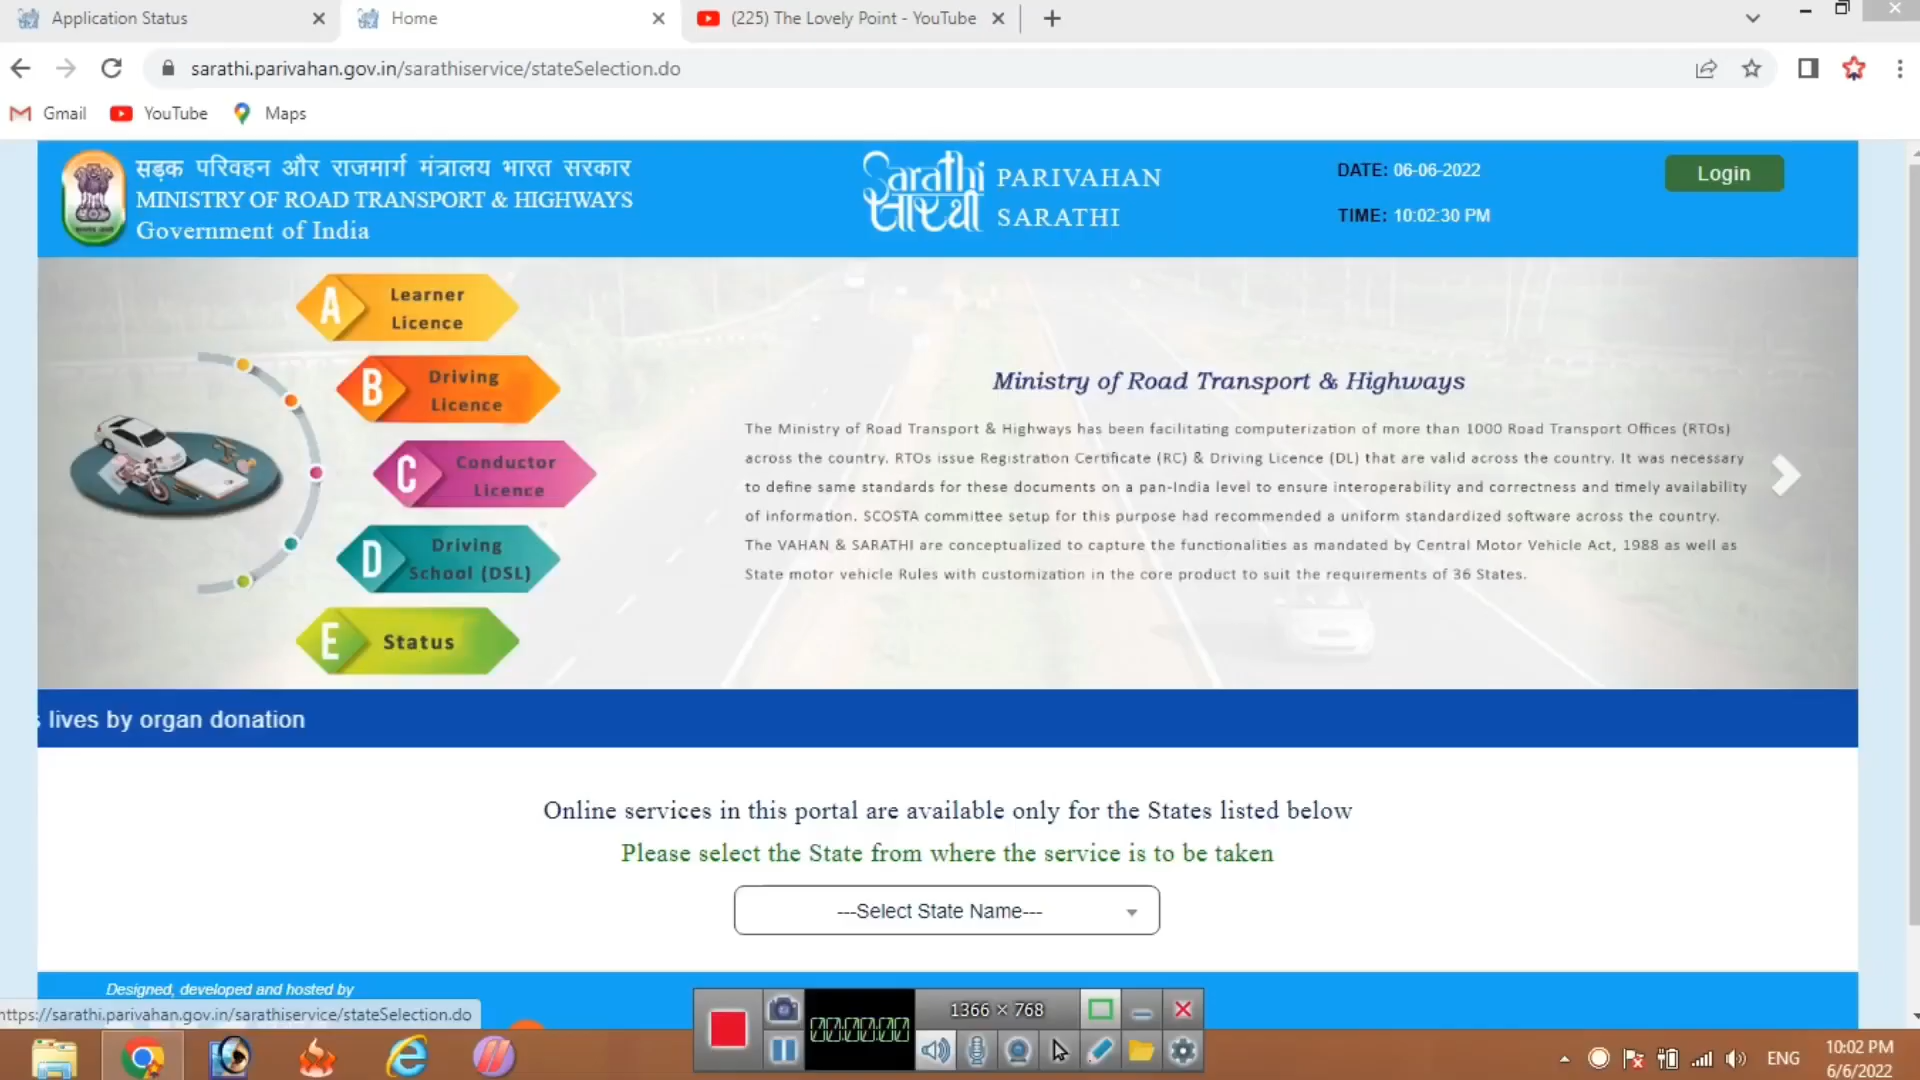 Application Status
Home
(225) The Lovely Point - YouTube
sarathi.parivahan.gov.in/sarathiservice/stateSelection.do
Gmail
YouTube
Maps
सड़क परिवहन और राजमार्ग मंत्रालय भारत सरकार
MINISTRY OF ROAD TRANSPORT & HIGHWAYS
Government of India
Sarathi
सारथी
PARIVAHAN
SARATHI
DATE: 06-06-2022
TIME: 10:02:30 PM
Login
A
Learner
Licence
B
Driving
Licence
C
Conductor
Licence
D
Driving
School (DSL)
E
Status
Ministry of Road Transport & Highways
The Ministry of Road Transport & Highways has been facilitating computerization of more than 1000 Road Transport Offices (RTOs)
across the country. RTOs issue Registration Certificate (RC) & Driving Licence (DL) that are valid across the country. It was necessary
to define same standards for these documents on a pan-India level to ensure interoperability and correctness and timely availability
of information. SCOSTA committee setup for this purpose had recommended a uniform standardized software across the country.
The VAHAN & SARATHI are conceptualized to capture the functionalities as mandated by Central Motor Vehicle Act, 1988 as well as
State motor vehicle Rules with customization in the core product to suit the requirements of 36 States.
s lives by organ donation
Online services in this portal are available only for the States listed below
Please select the State from where the service is to be taken
---Select State Name---
Designed, developed and hosted by
https://sarathi.parivahan.gov.in/sarathiservice/stateSelection.do
1366 × 768
00:00:00
ENG
10:02 PM
6/6/2022